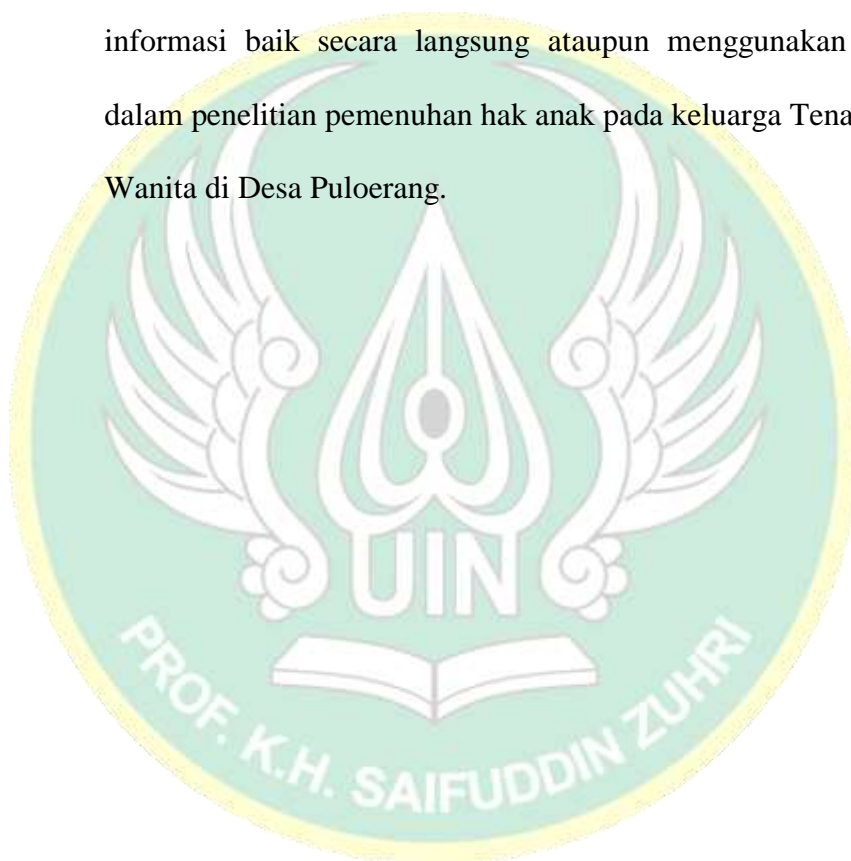 informasi baik secara langsung ataupun menggunakan
dalam penelitian pemenuhan hak anak pada keluarga
Wanita di Desa Puloerang.
UIN
PROF. K.H. SAIFUDDIN ZUHRI